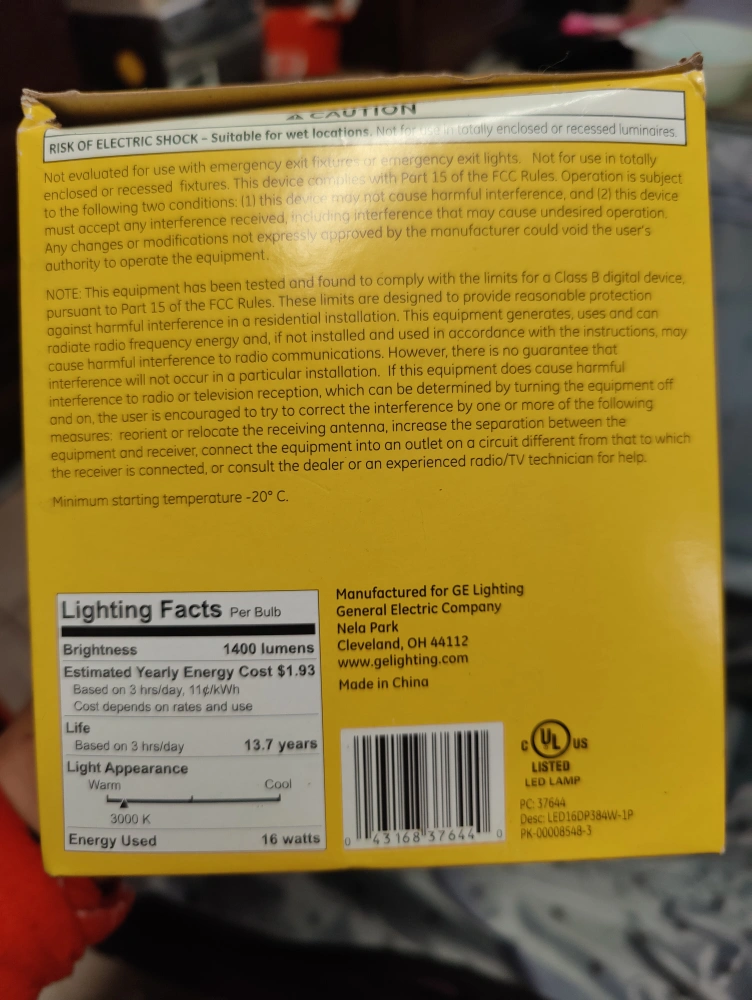 ⚠ CAUTION
RISK OF ELECTRIC SHOCK – Suitable for wet locations. Not for use in totally enclosed or recessed luminaires.
Not evaluated for use with emergency exit fixtures or emergency exit lights. Not for use in totally
enclosed or recessed fixtures. This device complies with Part 15 of the FCC Rules. Operation is subject
to the following two conditions: (1) this device may not cause harmful interference, and (2) this device
must accept any interference received, including interference that may cause undesired operation.
Any changes or modifications not expressly approved by the manufacturer could void the user's
authority to operate the equipment.
NOTE: This equipment has been tested and found to comply with the limits for a Class B digital device,
pursuant to Part 15 of the FCC Rules. These limits are designed to provide reasonable protection
against harmful interference in a residential installation. This equipment generates, uses and can
radiate radio frequency energy and, if not installed and used in accordance with the instructions, may
cause harmful interference to radio communications. However, there is no guarantee that
interference will not occur in a particular installation. If this equipment does cause harmful
interference to radio or television reception, which can be determined by turning the equipment off
and on, the user is encouraged to try to correct the interference by one or more of the following
measures: reorient or relocate the receiving antenna, increase the separation between the
equipment and receiver, connect the equipment into an outlet on a circuit different from that to which
the receiver is connected, or consult the dealer or an experienced radio/TV technician for help.
Minimum starting temperature -20° C.
Lighting Facts Per Bulb
Brightness 1400 lumens
Estimated Yearly Energy Cost $1.93
Based on 3 hrs/day, 11¢/kWh
Cost depends on rates and use
Life
Based on 3 hrs/day 13.7 years
Light Appearance
Warm Cool
3000 K
Energy Used 16 watts
Manufactured for GE Lighting
General Electric Company
Nela Park
Cleveland, OH 44112
www.gelighting.com
Made in China
0 43168 37644 0
C UL US
LISTED
LED LAMP
PC: 37644
Desc: LED16DP384W-1P
PK-00008548-3